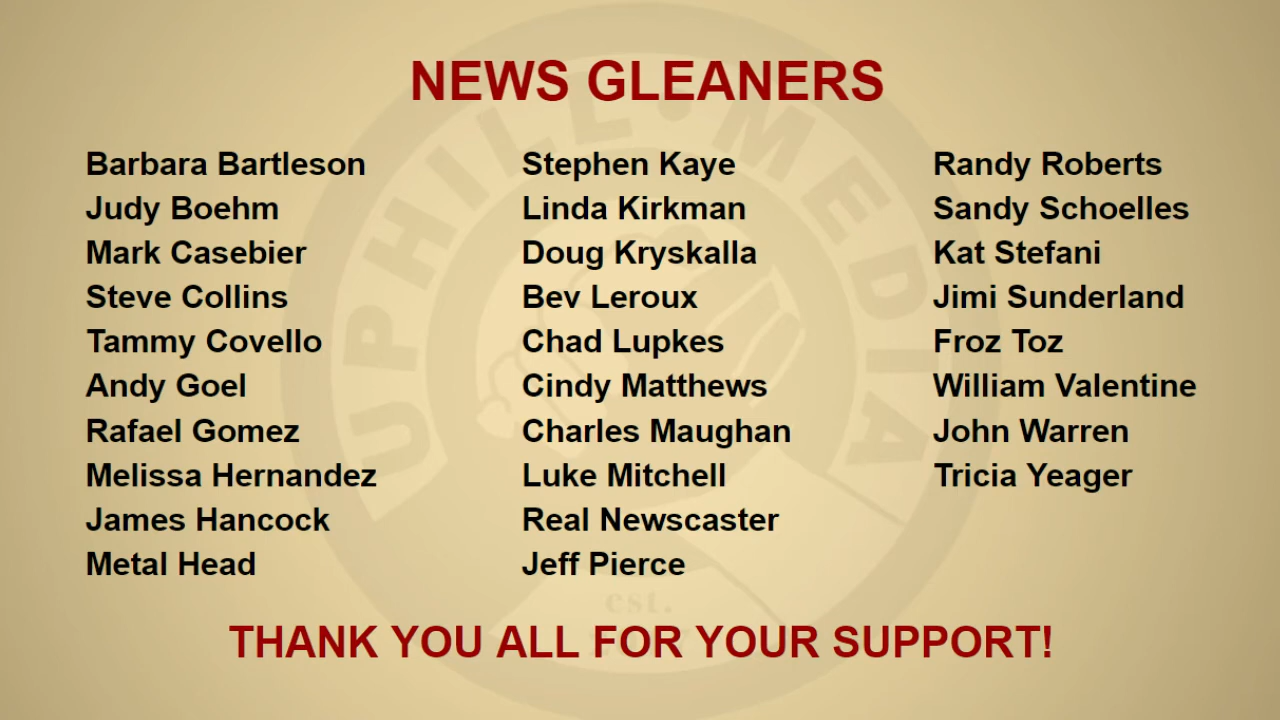 NEWS GLEANERS
Barbara Bartleson
Judy Boehm
Mark Casebier
Steve Collins
Tammy Covello
Andy Goel
Rafael Gomez
Melissa Hernandez
James Hancock
Metal Head
Stephen Kaye
Linda Kirkman
Doug Kryskalla
Bev Leroux
Chad Lupkes
Cindy Matthews
Charles Maughan
Luke Mitchell
Real Newscaster
Jeff Pierce
Randy Roberts
Sandy Schoelles
Kat Stefani
Jimi Sunderland
Froz Toz
William Valentine
John Warren
Tricia Yeager
UPHILL MEDIA
est.
THANK YOU ALL FOR YOUR SUPPORT!